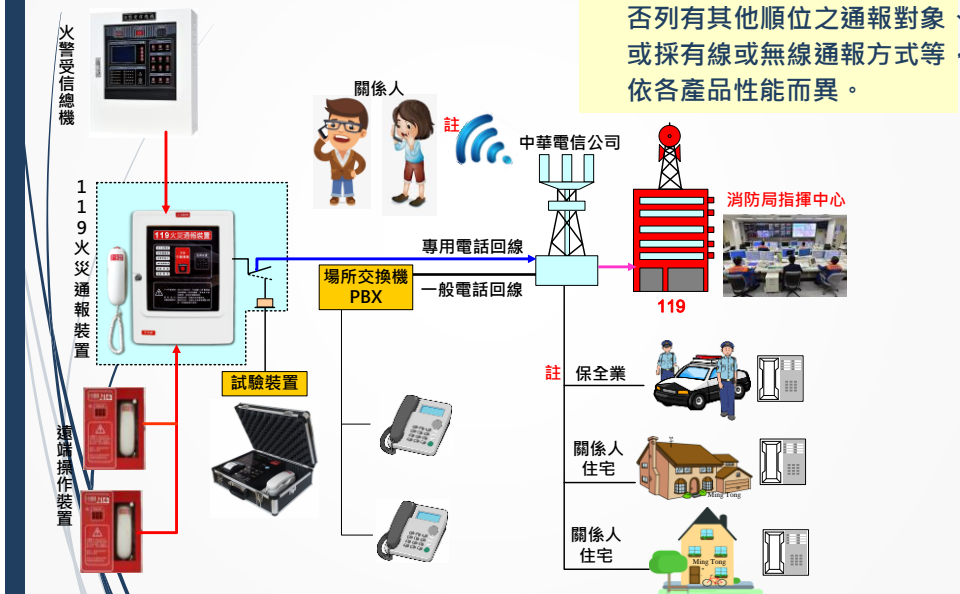 否列有其他順位之通報對象、
或採有線或無線通報方式等，
依各產品性能而異。
火警受信總機
關係人
註
中華電信公司
消防局指揮中心
119火災通報裝置
119火災通報裝置
專用電話回線
場所交換機
PBX
一般電話回線
119
試驗裝置
註
保全業
遠端操作裝置
關係人
住宅
Ming Tong
關係人
住宅
Ming Tong